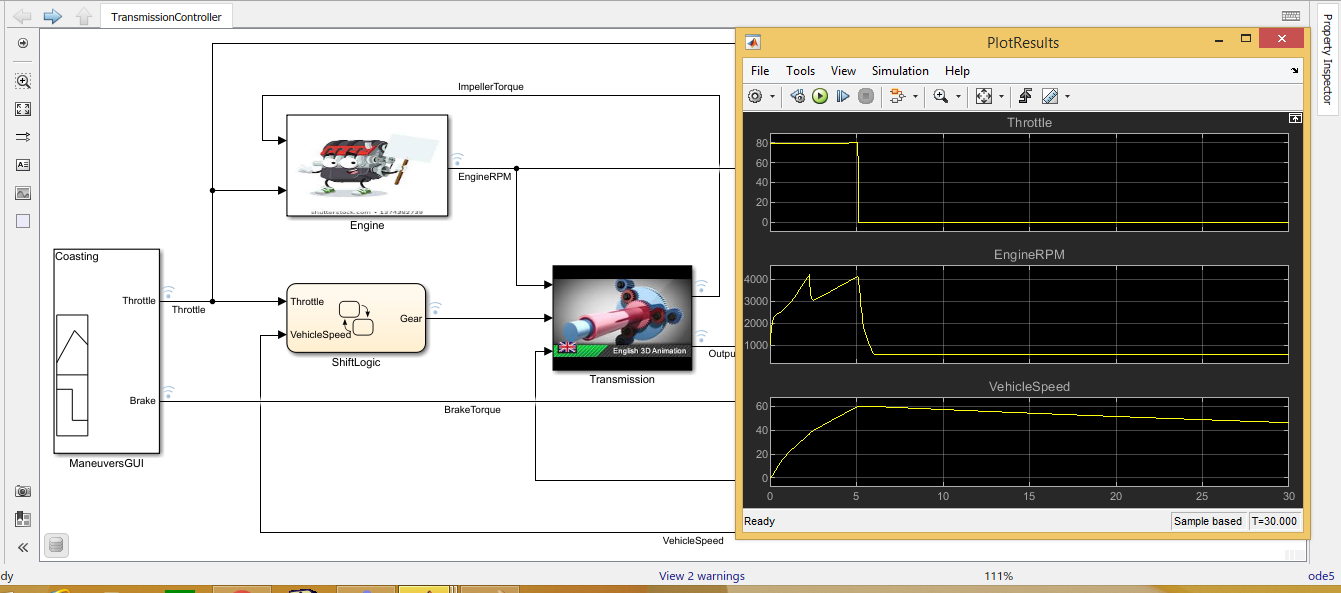 TransmissionController
Property Inspector
ImpellerTorque
shutterstock.com • 1274382739
EngineRPM
Engine
Coasting
Throttle
Throttle
Brake
ManeuversGUI
Throttle
VehicleSpeed
Gear
ShiftLogic
English 3D Animation
Transmission
Outpu
BrakeTorque
VehicleSpeed
PlotResults
File Tools View Simulation Help
Throttle
80
60
40
20
0
EngineRPM
4000
3000
2000
1000
VehicleSpeed
60
40
20
0
0 5 10 15 20 25 30
Ready Sample based T=30.000
dy View 2 warnings 111% ode5